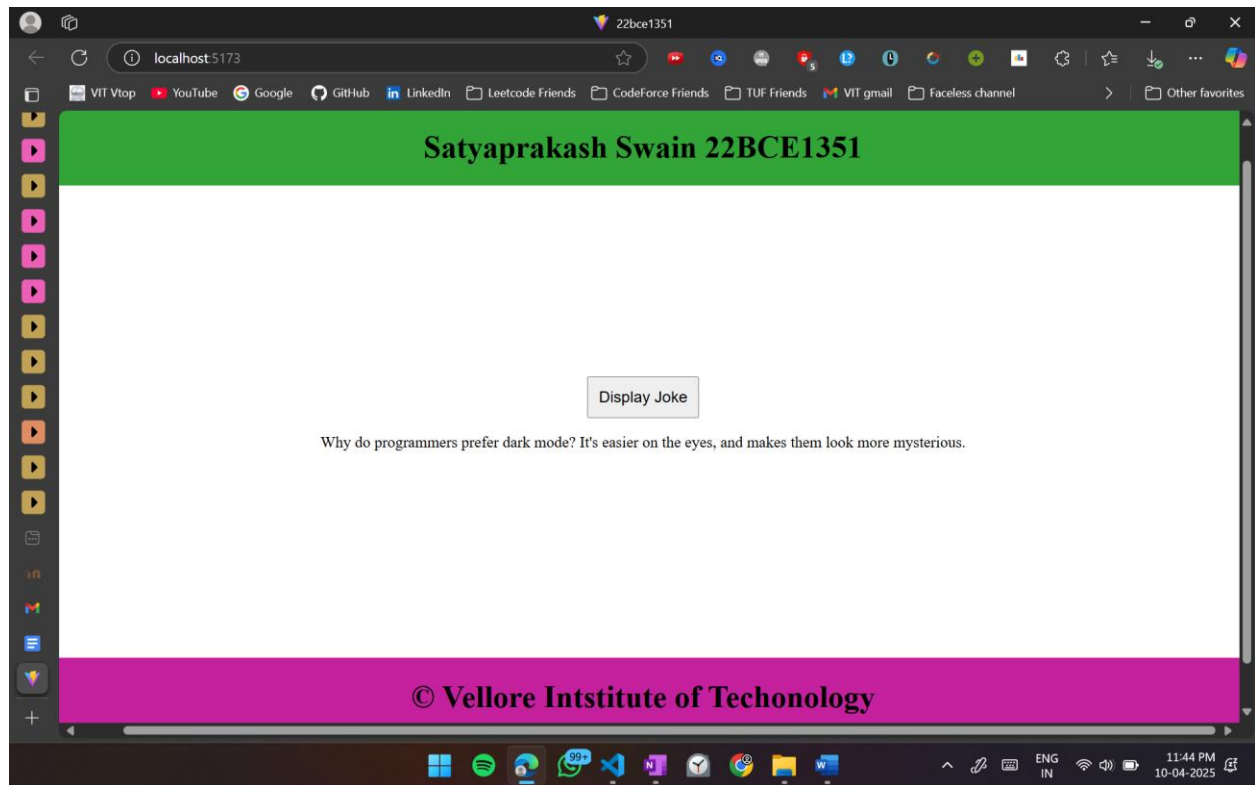 22bce1351
localhost:5173
VIT Vtop YouTube Google GitHub LinkedIn Leetcode Friends CodeForce Friends TUF Friends VIT gmail Faceless channel Other favorites
Satyaprakash Swain 22BCE1351
Display Joke
Why do programmers prefer dark mode? It's easier on the eyes, and makes them look more mysterious.
© Vellore Intstitute of Techonology
99+
ENG
IN
11:44 PM
10-04-2025